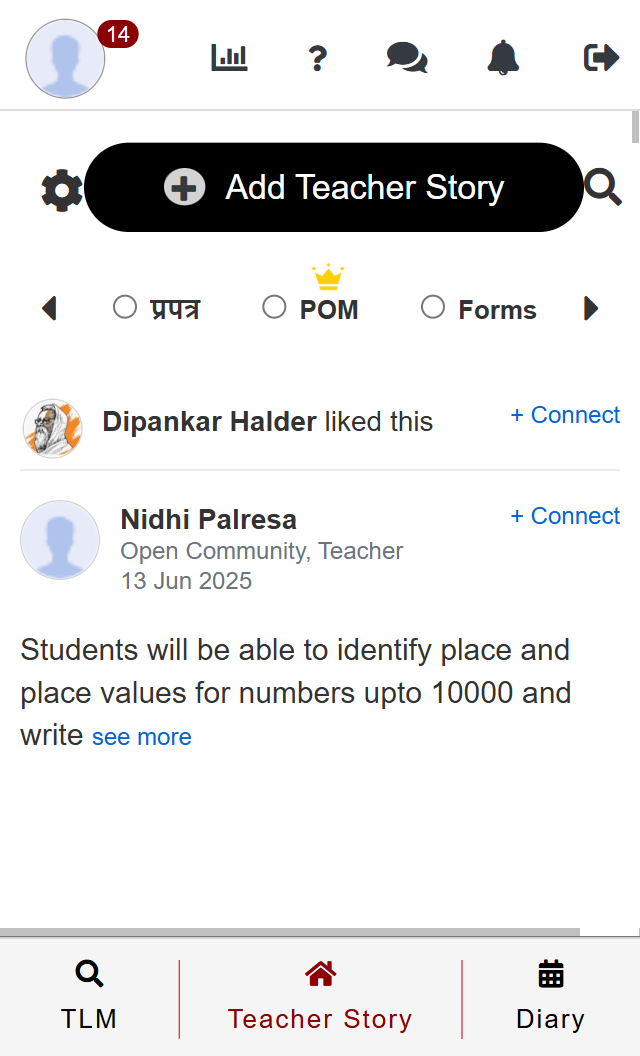 14
?
Add Teacher Story
प्रपत्र
POM
Forms
Dipankar Halder liked this
+ Connect
Nidhi Palresa
+ Connect
Open Community, Teacher
13 Jun 2025
Students will be able to identify place and
place values for numbers upto 10000 and
write see more
TLM
Teacher Story
Diary